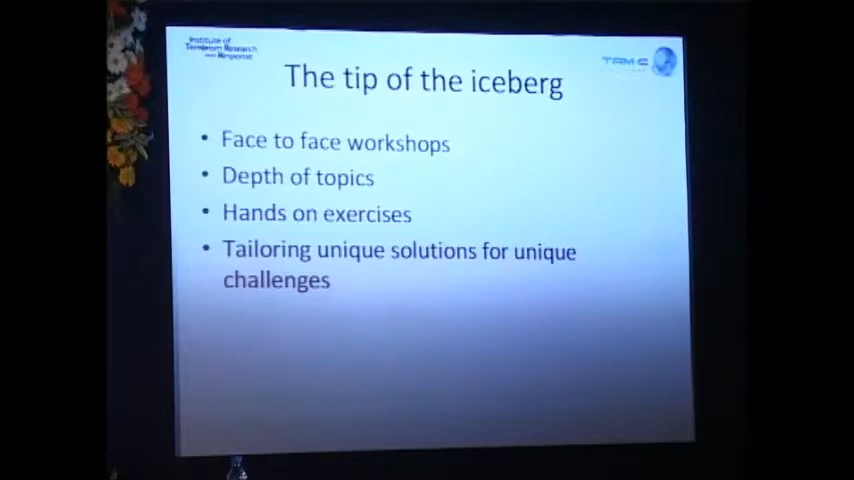 Institute of
Terrorism Research
and Response
TAM-C
The tip of the iceberg
• Face to face workshops
• Depth of topics
• Hands on exercises
• Tailoring unique solutions for unique
challenges